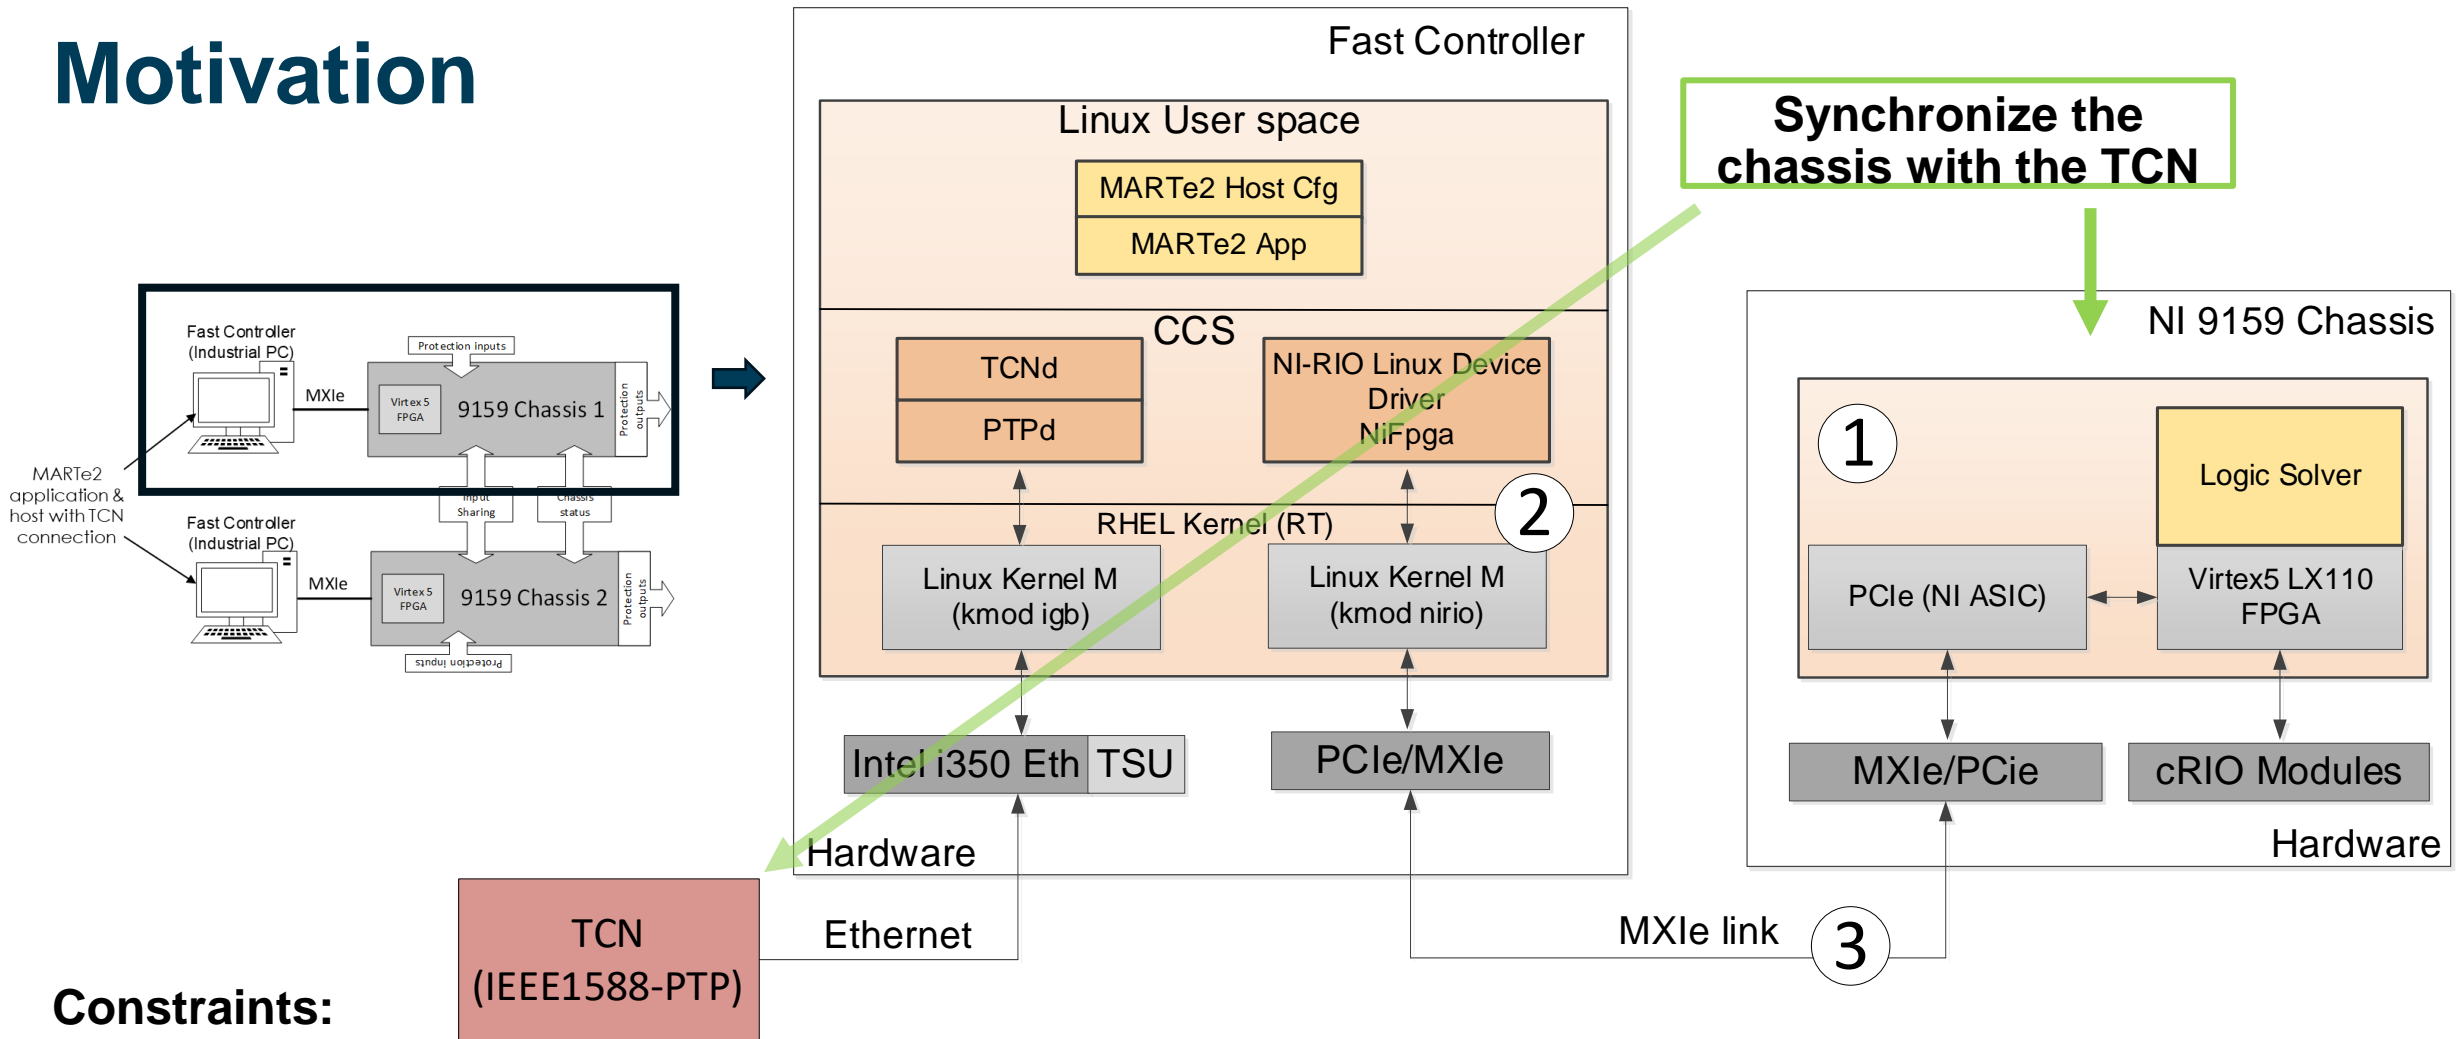 Motivation
Fast Controller
(Industrial PC)
MXIe
Protection inputs
Virtex 5
FPGA
9159 Chassis 1
Protection
outputs
MARTe2
application &
host with TCN
connection
Input
Sharing
Chassis
status
Fast Controller
(Industrial PC)
MXIe
Virtex 5
FPGA
9159 Chassis 2
Protection
outputs
Protection inputs
Fast Controller
Linux User space
MARTe2 Host Cfg
MARTe2 App
CCS
TCNd
PTPd
NI-RIO Linux Device
Driver
NiFpga
2
RHEL Kernel (RT)
Linux Kernel M
(kmod igb)
Linux Kernel M
(kmod nirio)
Intel i350 Eth
TSU
PCIe/MXIe
Hardware
Synchronize the
chassis with the TCN
NI 9159 Chassis
1
Logic Solver
PCIe (NI ASIC)
Virtex5 LX110
FPGA
MXIe/PCie
cRIO Modules
Hardware
TCN
(IEEE1588-PTP)
Ethernet
MXIe link
3
Constraints: